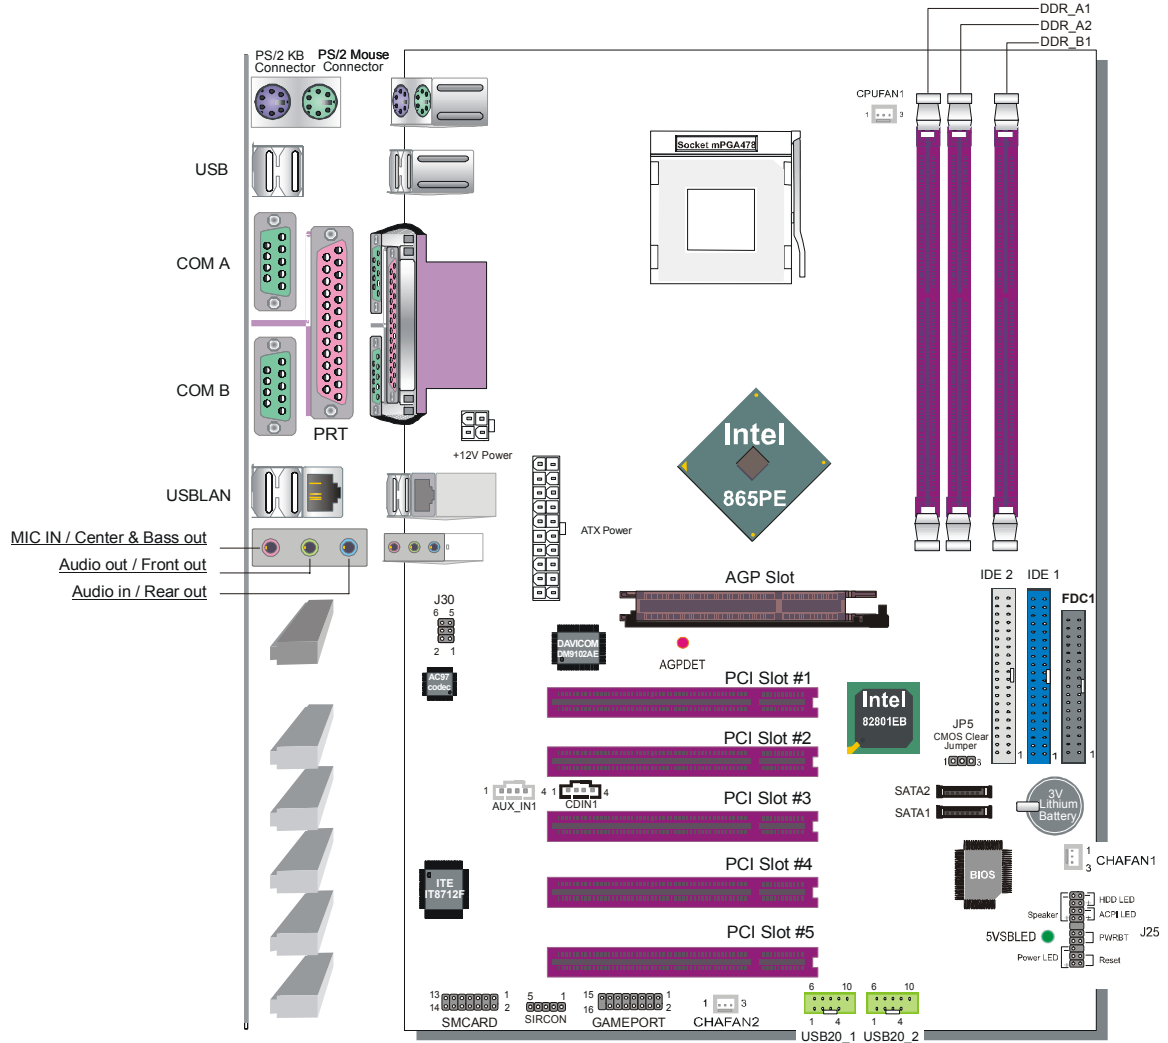 DDR_A1
DDR_A2
DDR_B1
PS/2 KB
Connector
PS/2 Mouse
Connector
CPUFAN1
1 3
Socket mPGA478
USB
COM A
COM B
PRT
+12V Power
Intel
865PE
USBLAN
ATX Power
MIC IN / Center & Bass out
Audio out / Front out
Audio in / Rear out
AGP Slot
IDE 2 IDE 1
FDC1
J30
6 5
2 1
DAVICOM
DM9102AE
AGPDET
AC97
codec
PCI Slot #1
Intel
82801EB
JP5
CMOS Clear
Jumper
1 3
1 1 1
PCI Slot #2
1 4
AUX_IN1
1 4
CDIN1
SATA2
SATA1
3V
Lithium
Battery
PCI Slot #3
1
3
CHAFAN1
PCI Slot #4
ITE
IT8712F
BIOS
HDD LED
Speaker
ACPI LED
J25
5VSBLED
PWRBT
Power LED
Reset
PCI Slot #5
13 1
14 2
SMCARD
5 1
SIRCON
15 1
16 2
GAMEPORT
1 3
CHAFAN2
6 10
1 4
USB20_1
6 10
1 4
USB20_2